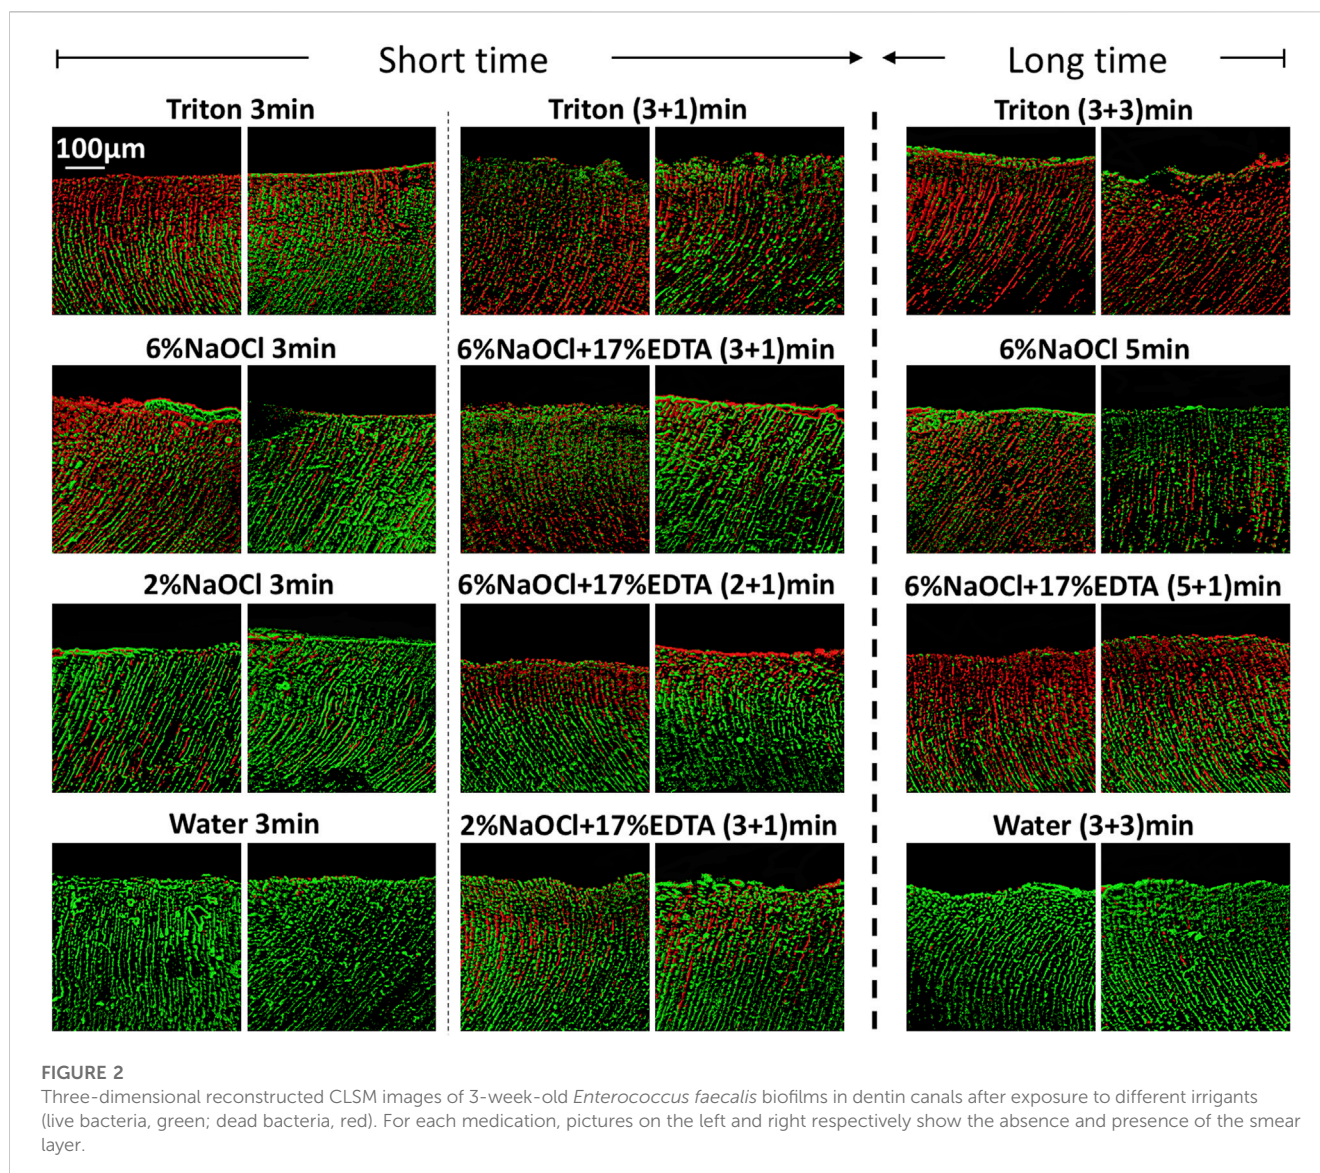 Short time
Long time
Triton 3min
Triton (3+1)min
Triton (3+3)min
100μm
6%NaOCl 3min
6%NaOCl+17%EDTA (3+1)min
6%NaOCl 5min
2%NaOCl 3min
6%NaOCl+17%EDTA (2+1)min
6%NaOCl+17%EDTA (5+1)min
Water 3min
2%NaOCl+17%EDTA (3+1)min
Water (3+3)min
FIGURE 2
Three-dimensional reconstructed CLSM images of 3-week-old Enterococcus faecalis biofilms in dentin canals after exposure to different irrigants
(live bacteria, green; dead bacteria, red). For each medication, pictures on the left and right respectively show the absence and presence of the smear
layer.